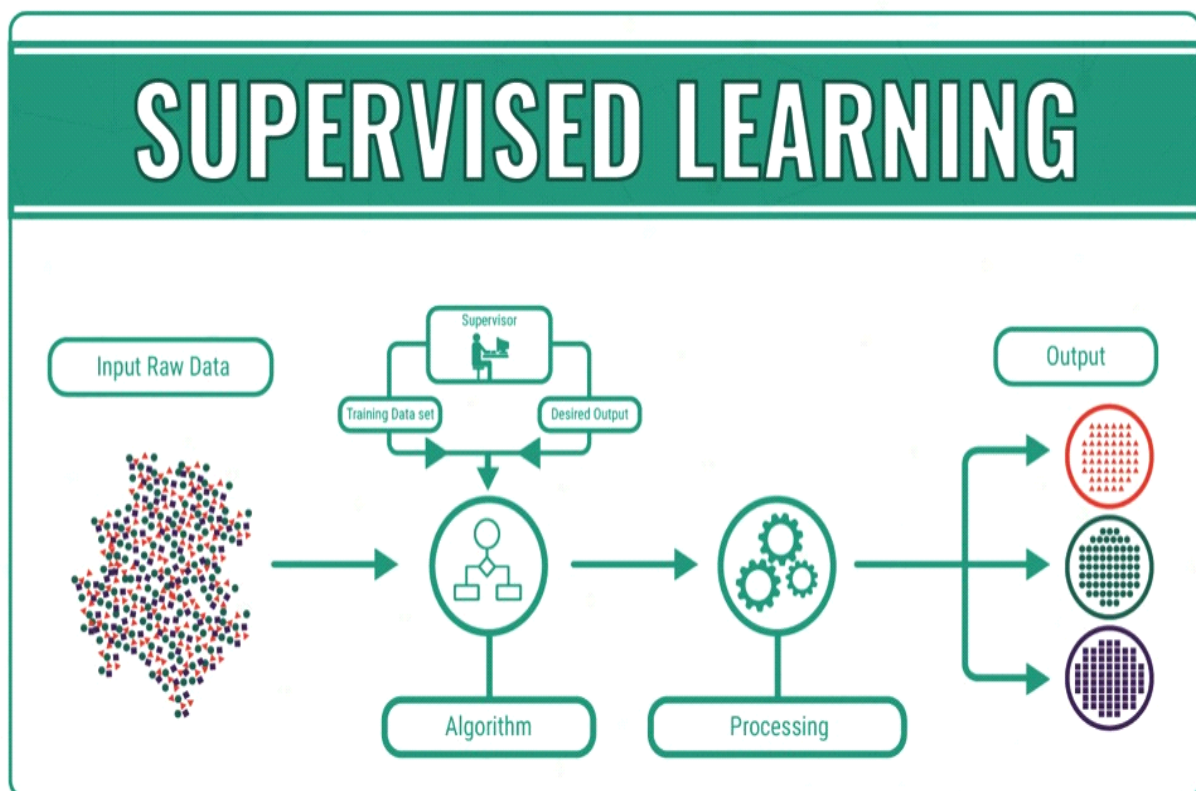 SUPERVISED LEARNING
Input Raw Data
Supervisor
Training Data set
Desired Output
Algorithm
Processing
Output